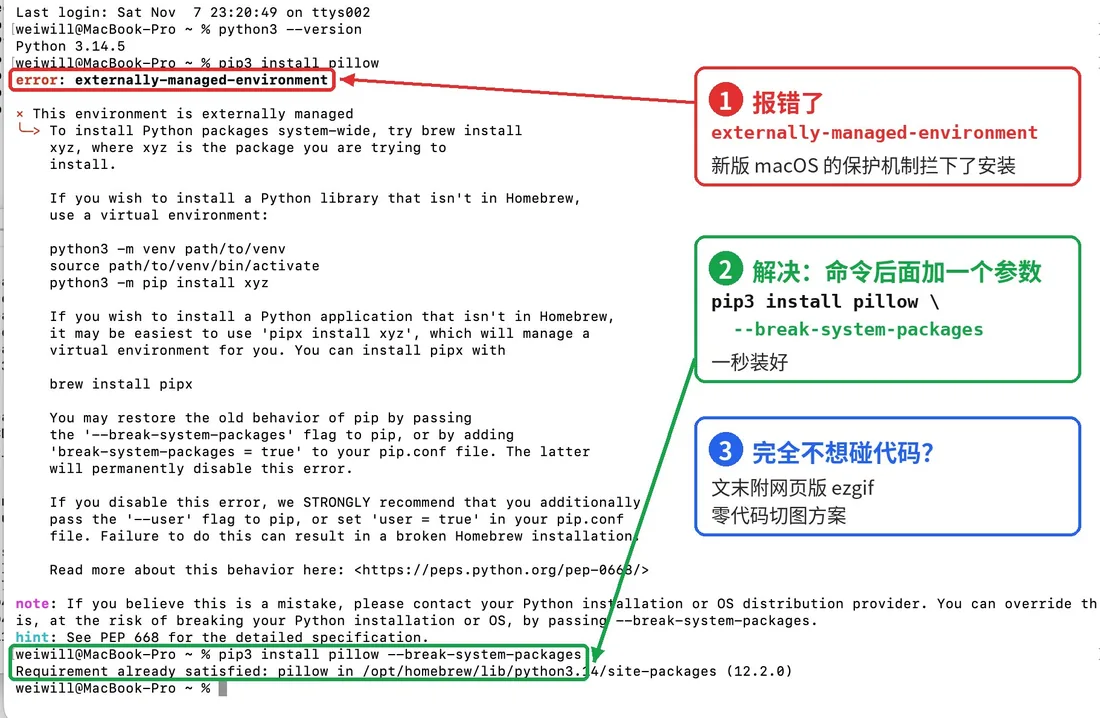 Last login: Sat Nov  7 23:20:49 on ttys002
[weiwill@MacBook-Pro ~ % python3 --version
Python 3.14.5
[weiwill@MacBook-Pro ~ % pip3 install pillow
error: externally-managed-environment
× This environment is externally managed
╰─> To install Python packages system-wide, try brew install
xyz, where xyz is the package you are trying to
install.
If you wish to install a Python library that isn't in Homebrew,
use a virtual environment:
python3 -m venv path/to/venv
source path/to/venv/bin/activate
python3 -m pip install xyz
If you wish to install a Python application that isn't in Homebrew,
it may be easiest to use 'pipx install xyz', which will manage a
virtual environment for you. You can install pipx with
brew install pipx
You may restore the old behavior of pip by passing
the '--break-system-packages' flag to pip, or by adding
'break-system-packages = true' to your pip.conf file. The latter
will permanently disable this error.
If you disable this error, we STRONGLY recommend that you additionally
pass the '--user' flag to pip, or set 'user = true' in your pip.conf
file. Failure to do this can result in a broken Homebrew installation.
Read more about this behavior here: <https://peps.python.org/pep-0668/>
note: If you believe this is a mistake, please contact your Python installation or OS distribution provider. You can override th
is, at the risk of breaking your Python installation or OS, by passing --break-system-packages.
hint: See PEP 668 for the detailed specification.
[weiwill@MacBook-Pro ~ % pip3 install pillow --break-system-packages
Requirement already satisfied: pillow in /opt/homebrew/lib/python3.14/site-packages (12.2.0)
weiwill@MacBook-Pro ~ %
1 报错了
externally-managed-environment
新版 macOS 的保护机制拦下了安装
2 解决：命令后面加一个参数
pip3 install pillow \
--break-system-packages
一秒装好
3 完全不想碰代码？
文末附网页版 ezgif
零代码切图方案